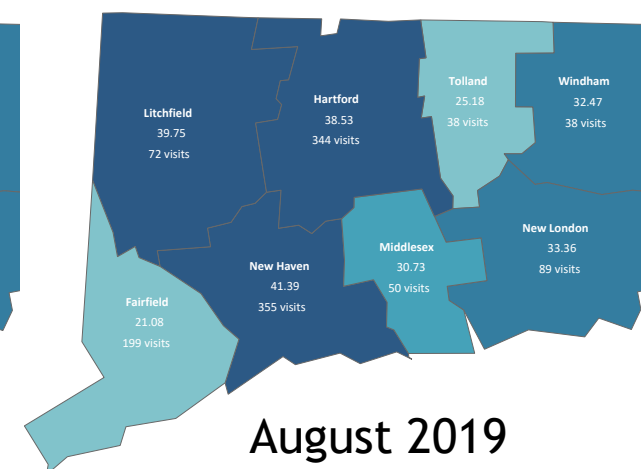 Litchfield
39.75
72 visits
Hartford
38.53
344 visits
Tolland
25.18
38 visits
Windham
32.47
38 visits
New London
33.36
89 visits
Middlesex
30.73
50 visits
New Haven
41.39
355 visits
Fairfield
21.08
199 visits
August 2019